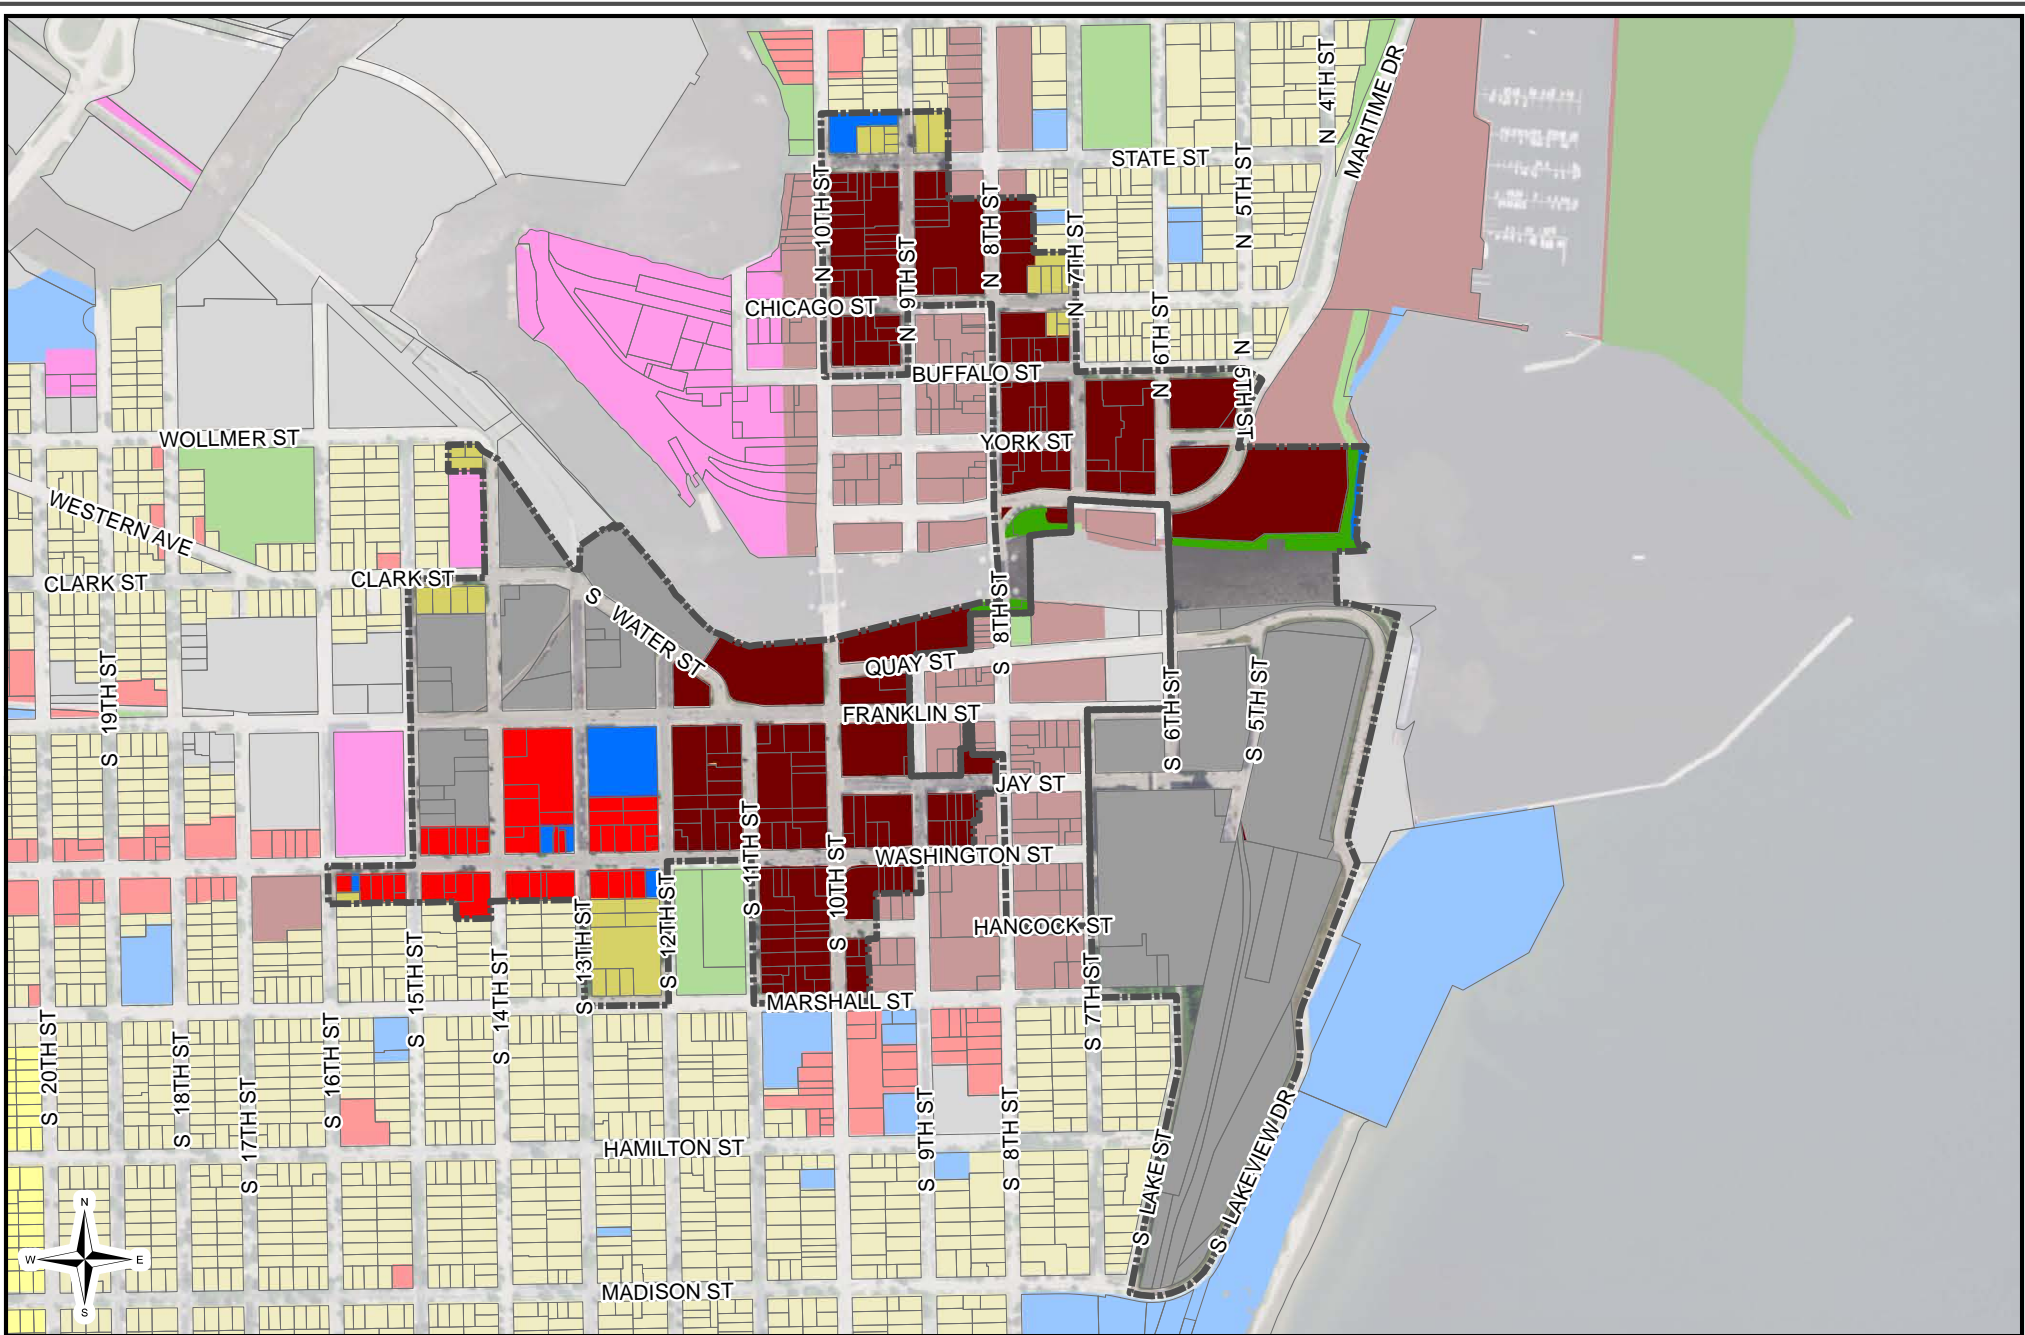 N 4TH ST
MARITIME DR
STATE ST
N 5TH ST
N 10TH ST
N 8TH ST
N 7TH ST
N 9TH ST
CHICAGO ST
N 6TH ST
BUFFALO ST
N 5TH ST
WOLLMER ST
YORK ST
WESTERN AVE
CLARK ST
CLARK ST
S WATER ST
S 8TH ST
QUAY ST
S 19TH ST
S 6TH ST
S 5TH ST
FRANKLIN ST
JAY ST
S 11TH ST
WASHINGTON ST
S 10TH ST
S 12TH ST
S 13TH ST
HANCOCK ST
S 15TH ST
S 14TH ST
S 7TH ST
MARSHALL ST
S 20TH ST
S 18TH ST
S 16TH ST
S 17TH ST
S 9TH ST
S 8TH ST
HAMILTON ST
S LAKE ST
S LAKEVIEW DR
MADISON ST
N
W E
S